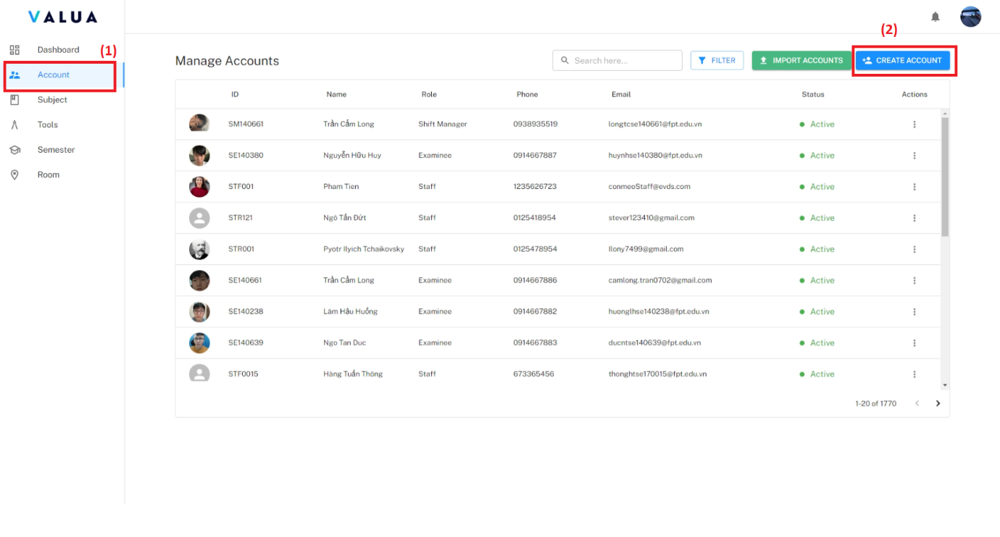 VALUA
(2)
Dashboard
(1)
Account
Subject
Tools
Semester
Room
Manage Accounts
Search here...
FILTER
IMPORT ACCOUNTS
CREATE ACCOUNT
ID Name Role Phone Email Status Actions
SM140661 Trần Cẩm Long Shift Manager 0938935519 longtcse140661@fpt.edu.vn Active
SE140380 Nguyễn Hữu Huy Examinee 0914667887 huynhse140380@fpt.edu.vn Active
STF001 Pham Tien Staff 1235626723 conmeoStaff@evds.com Active
STR121 Ngô Tấn Đứt Staff 0125418954 stever123410@gmail.com Active
STR001 Pyotr Ilyich Tchaikovsky Staff 0125478954 Ilony7499@gmail.com Active
SE140661 Trần Cẩm Long Examinee 0914667886 camlong.tran0702@gmail.com Active
SE140238 Lâm Hậu Huống Examinee 0914667882 huonglhse140238@fpt.edu.vn Active
SE140639 Ngo Tan Duc Examinee 0914667883 ducntse140639@fpt.edu.vn Active
STF0015 Hàng Tuấn Thông Staff 673365456 thonghtse170015@fpt.edu.vn Active
1-20 of 1770